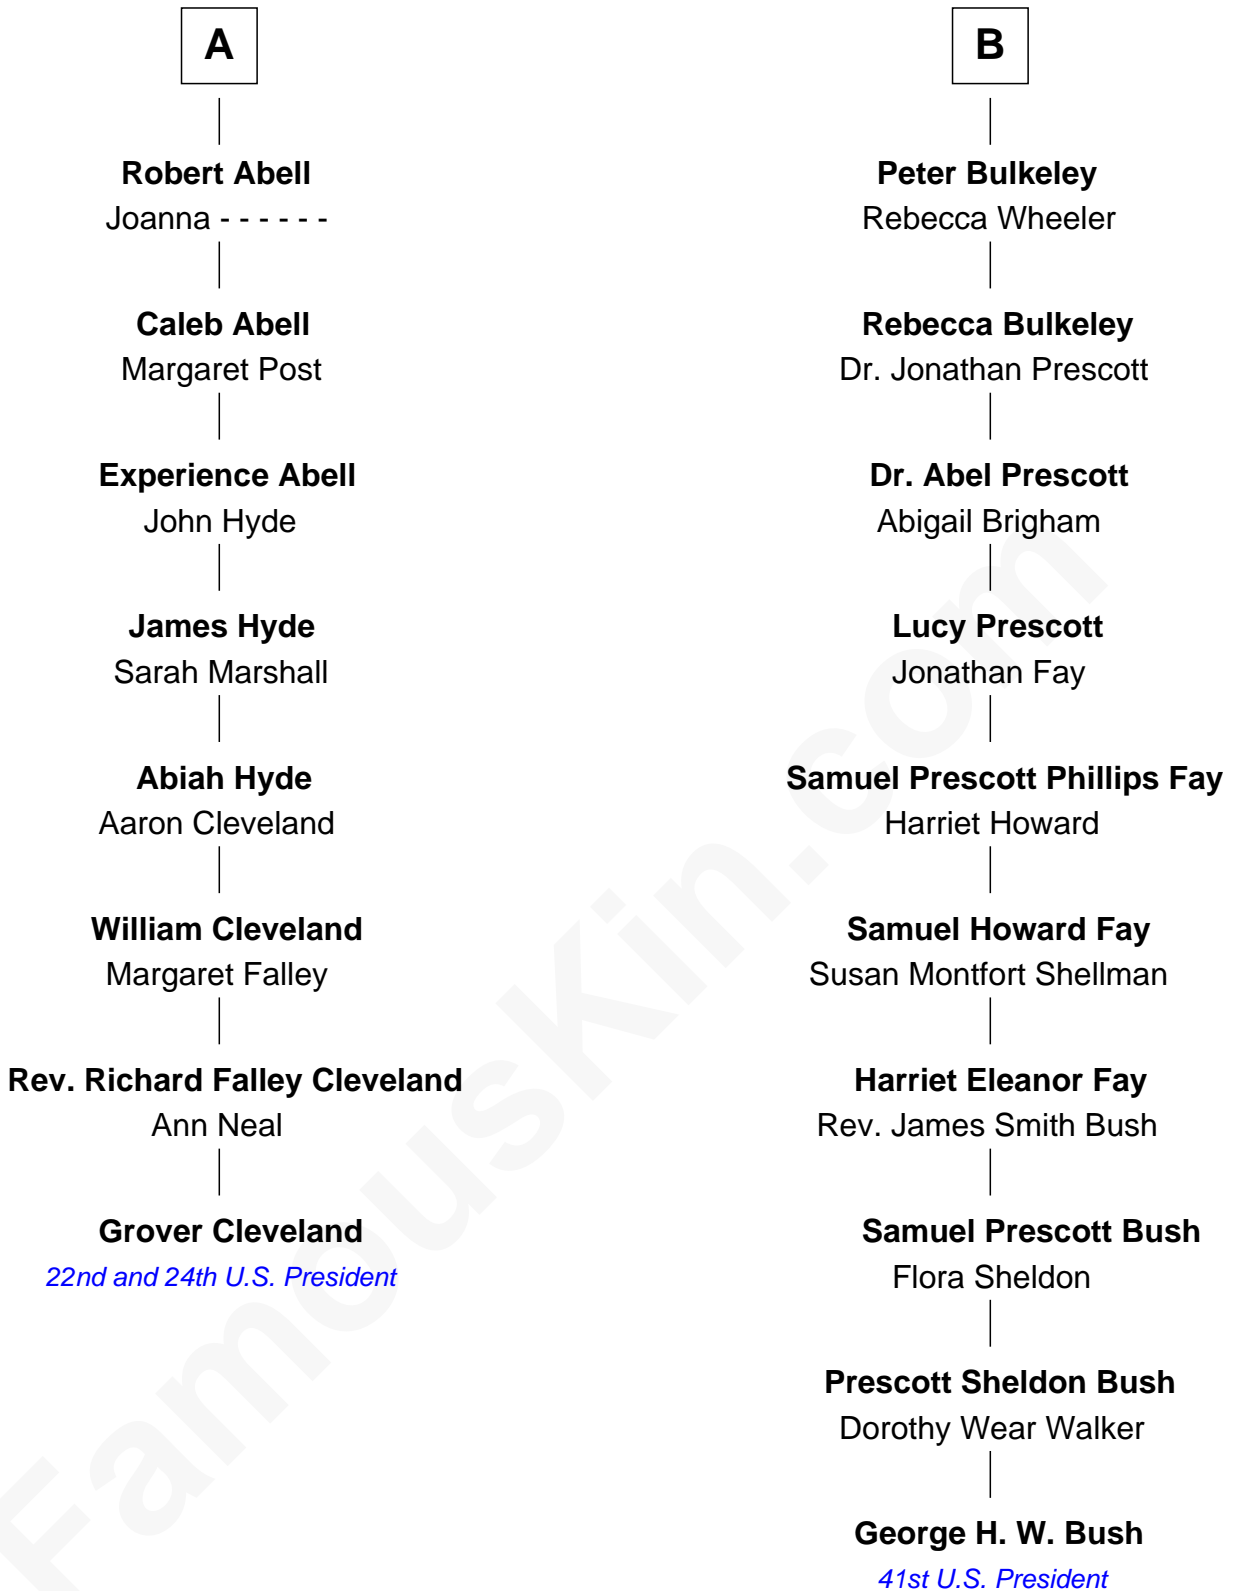 A
Robert Abell
Joanna - - - - - -
Caleb Abell
Margaret Post
Experience Abell
John Hyde
James Hyde
Sarah Marshall
Abiah Hyde
Aaron Cleveland
William Cleveland
Margaret Falley
Rev. Richard Falley Cleveland
Ann Neal
Grover Cleveland
22nd and 24th U.S. President
B
Peter Bulkeley
Rebecca Wheeler
Rebecca Bulkeley
Dr. Jonathan Prescott
Dr. Abel Prescott
Abigail Brigham
Lucy Prescott
Jonathan Fay
Samuel Prescott Phillips Fay
Harriet Howard
Samuel Howard Fay
Susan Montfort Shellman
Harriet Eleanor Fay
Rev. James Smith Bush
Samuel Prescott Bush
Flora Sheldon
Prescott Sheldon Bush
Dorothy Wear Walker
George H. W. Bush
41st U.S. President
FamousKin.com